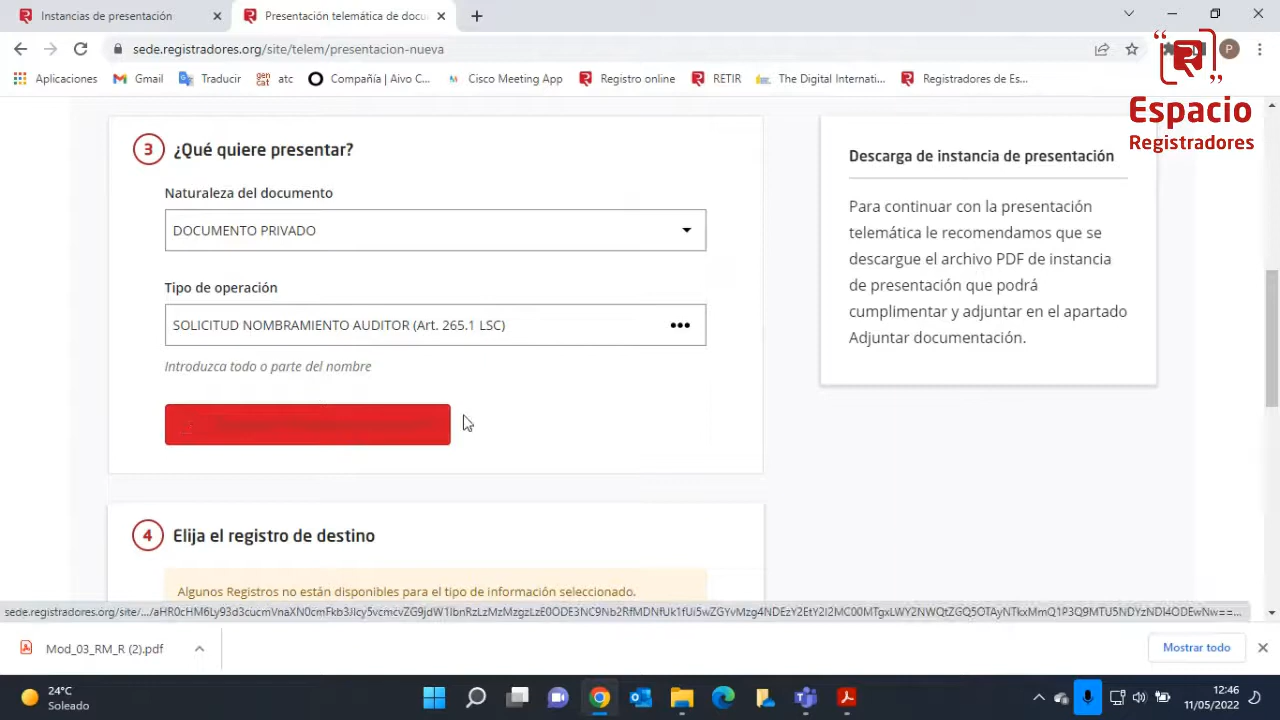 Instancias de presentación
Presentación telemática de docu
sede.registradores.org/site/telem/presentacion-nueva
P
Aplicaciones
Gmail
Traducir
gen cat
atc
Compañía | Aivo C...
Cisco Meeting App
Registro online
RETIR
The Digital Internati...
Registradores de Es...
“R”
Espacio
Registradores
3 ¿Qué quiere presentar?
Naturaleza del documento
DOCUMENTO PRIVADO
Tipo de operación
SOLICITUD NOMBRAMIENTO AUDITOR (Art. 265.1 LSC)
Introduzca todo o parte del nombre
Descarga de instancia de presentación
Para continuar con la presentación
telemática le recomendamos que se
descargue el archivo PDF de instancia
de presentación que podrá
cumplimentar y adjuntar en el apartado
Adjuntar documentación.
4 Elija el registro de destino
Algunos Registros no están disponibles para el tipo de información seleccionado.
Mod_03_RM_R (2).pdf
Mostrar todo
24°C
Soleado
12:46
11/05/2022